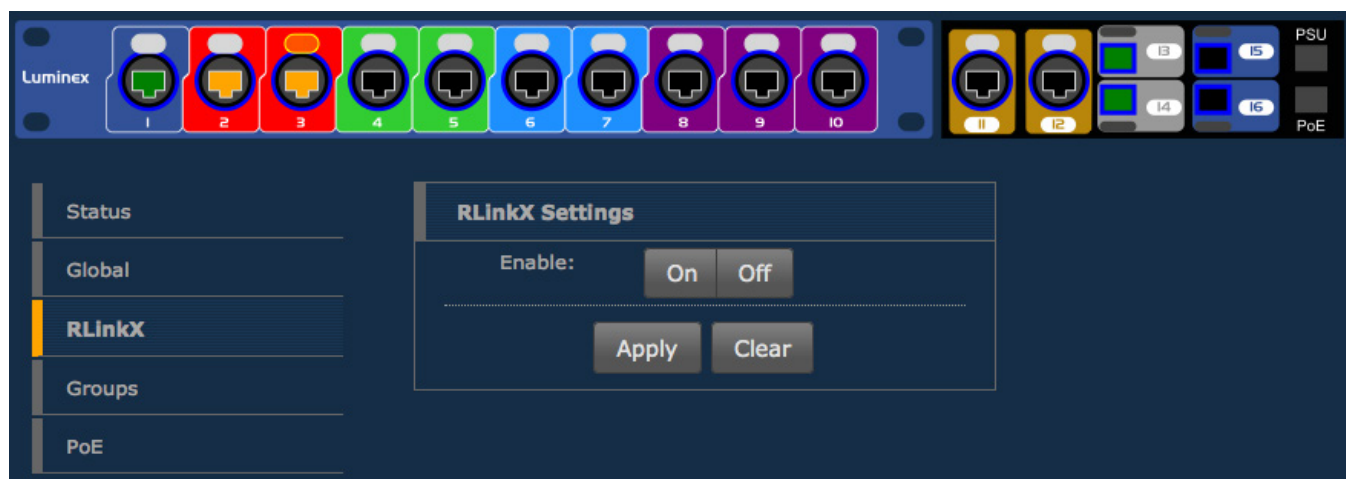 PSU
Luminex
1 2 3 4 5 6 7 8 9 10 11 12 13 15
14 16
PoE
Status
Global
RLinkX
Groups
PoE
RLinkX Settings
Enable: On Off
Apply Clear